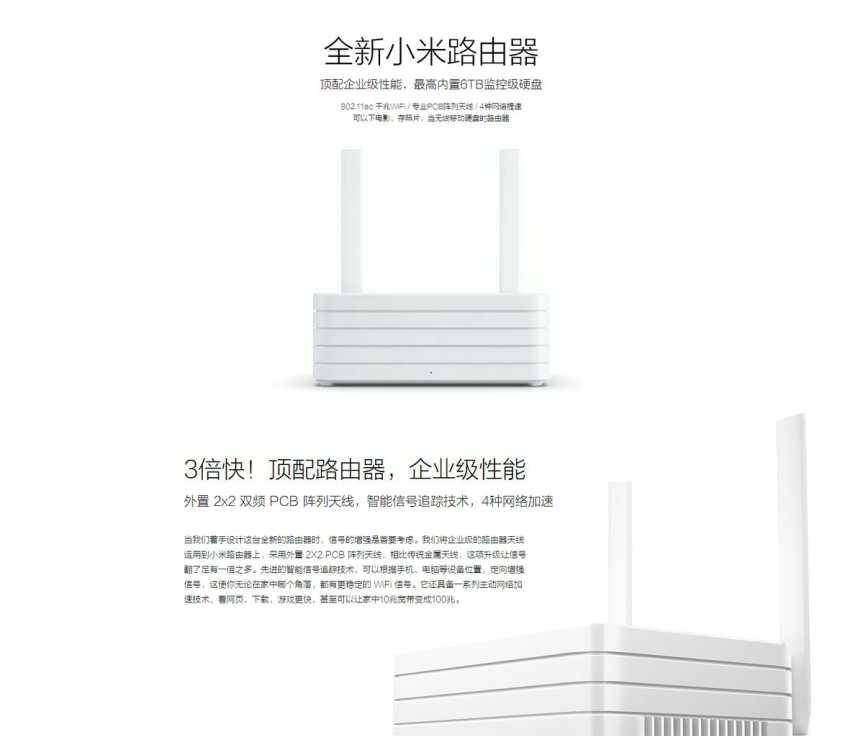 全新小米路由器
顶配企业级性能，最高内置6TB监控级硬盘
802.11ac 千兆WiFi / 专业PCB阵列天线 / 4种网络提速
可以下电影、存照片，当无线移动硬盘的路由器
3倍快！顶配路由器，企业级性能
外置 2x2 双频 PCB 阵列天线，智能信号追踪技术，4种网络加速
当我们着手设计这台全新的路由器时，信号的增强是首要考虑。我们将企业级的路由器天线
运用到小米路由器上，采用外置 2X2 PCB 阵列天线，相比传统金属天线，这项升级让信号
翻了足有一倍之多。先进的智能信号追踪技术，可以根据手机、电脑等设备位置，定向增强
信号，这使你无论在家中哪个角落，都有更稳定的 WiFi 信号。它还具备一系列主动网络加
速技术，看网页、下载、游戏更快，甚至可以让家中10兆宽带变成100兆。